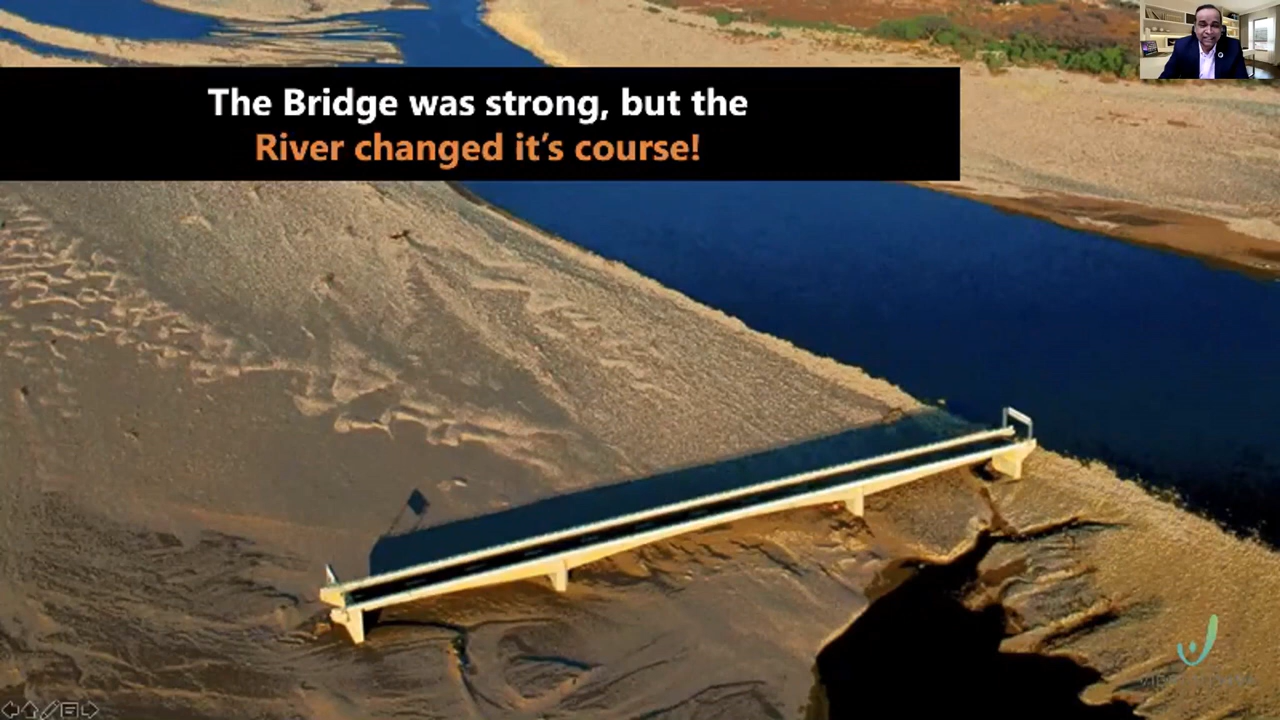 The Bridge was strong, but the
River changed it’s course!